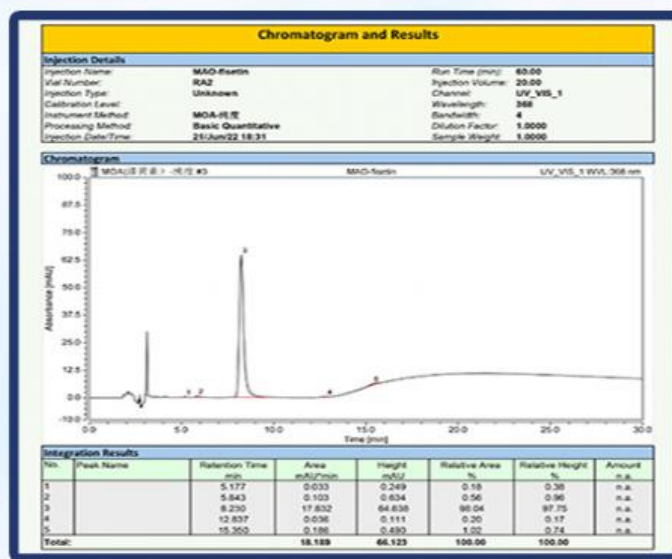 Chromatogram and Results
Injection Details
Injection Name: MAO-fisetin Run Time (min): 60.00
Vial Number: RA2 Injection Volume: 20.00
Injection Type: Unknown Channel: UV_VIS_1
Calibration Level: Wavelength: 368
Instrument Method: MOA-纯度 Bandwidth: 4
Processing Method: Basic Quantitative Dilution Factor: 1.0000
Injection Date/Time: 21/Jun/22 18:31 Sample Weight: 1.0000
Chromatogram
#3 MAO-fisetin UV_VIS_1 WVL:368 nm
100.0
87.5
75.0
62.5
50.0
37.5
25.0
12.5
0.0
Absorbance [mAU]
0.0 5.0 10.0 15.0 20.0 25.0 30.0
Time [min]
Integration Results
No. Peak Name Retention Time Area Height Relative Area Relative Height Amount
min mAU*min mAU % % n.a.
1 5.177 0.033 0.249 0.18 0.38 n.a.
2 5.843 0.103 0.634 0.56 0.96 n.a.
3 8.230 17.832 64.638 98.04 97.75 n.a.
4 12.837 0.036 0.111 0.20 0.17 n.a.
5 15.350 0.186 0.490 1.02 0.74 n.a.
Total: 18.189 66.123 100.00 100.00